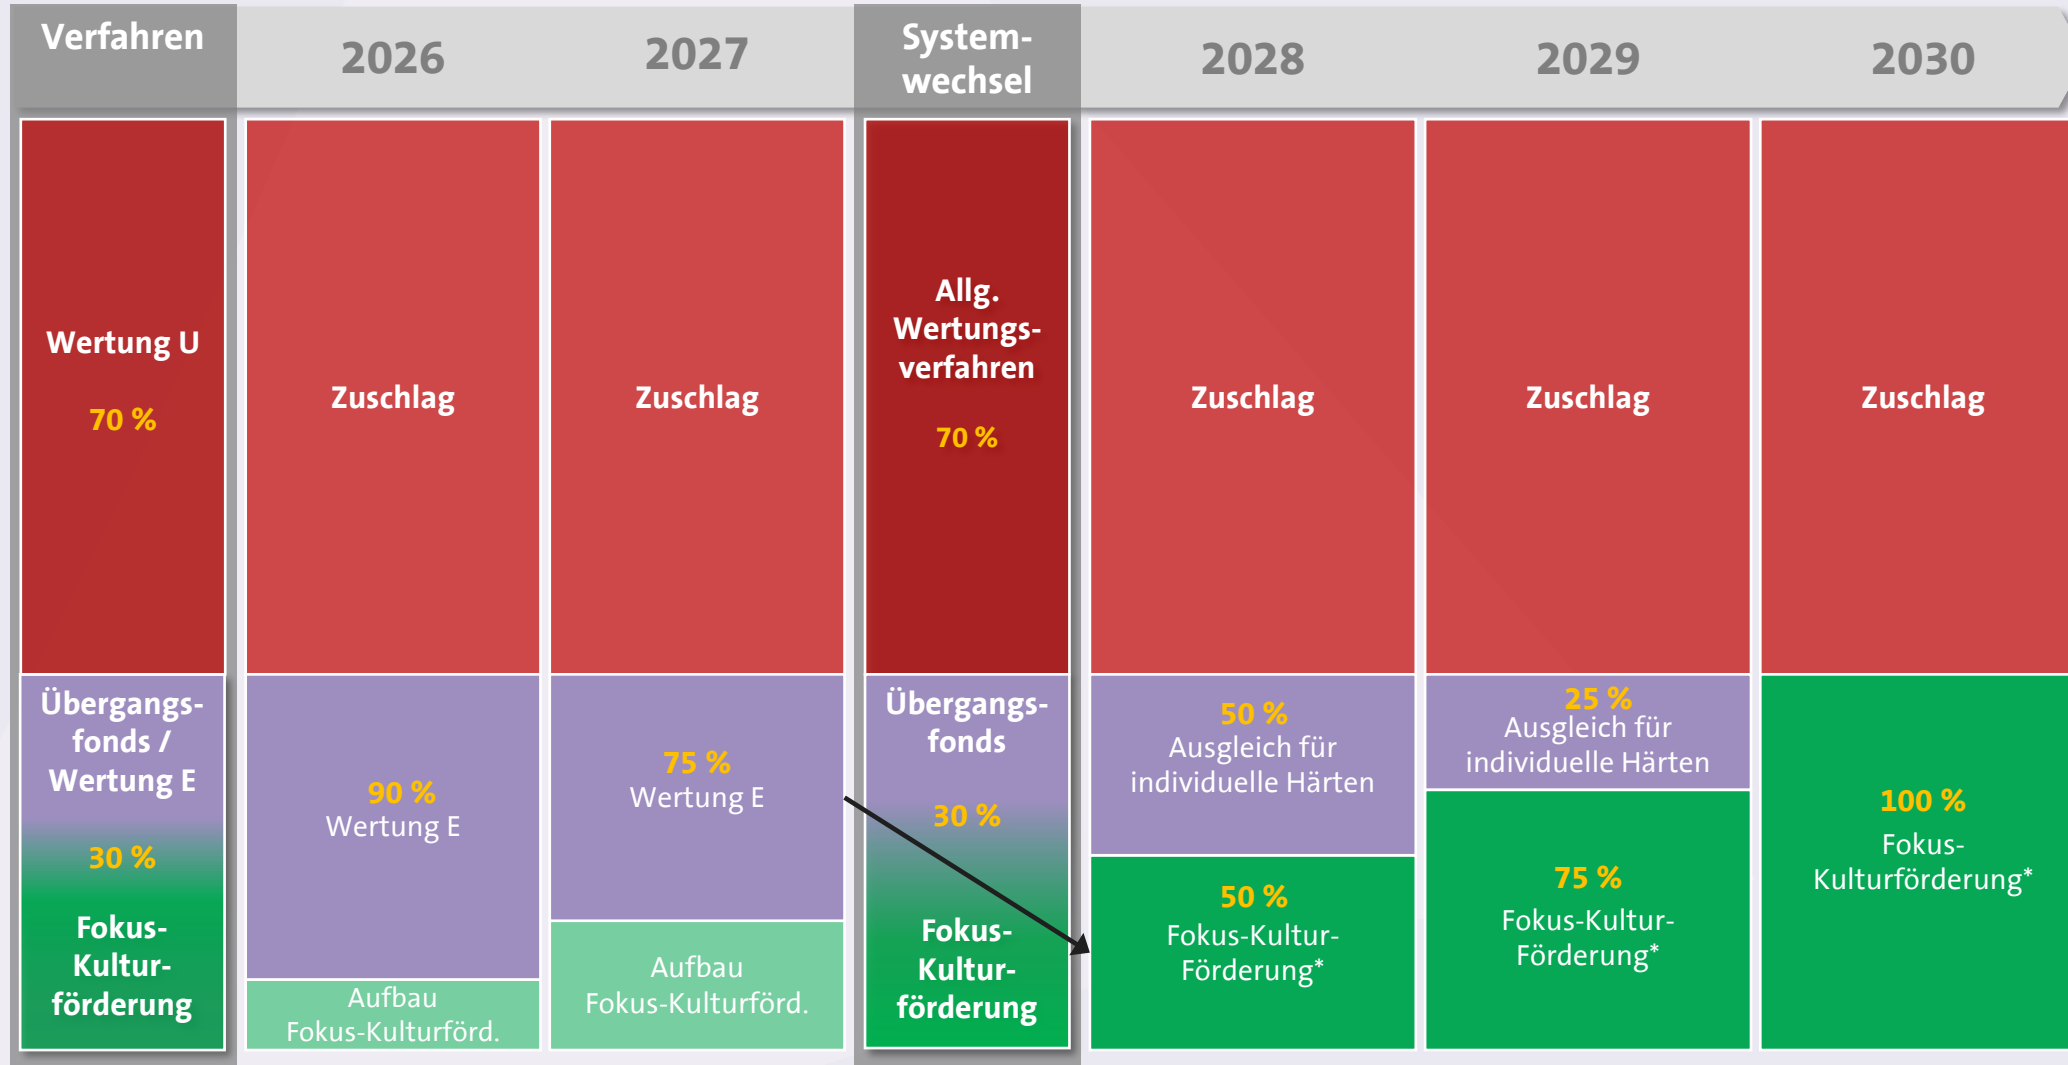 Verfahren
2026
2027
System-
wechsel
2028
2029
2030
Wertung U
70 %
Zuschlag
Zuschlag
Allg.
Wertungs-
verfahren
70 %
Zuschlag
Zuschlag
Zuschlag
Übergangs-
fonds /
Wertung E
30 %
Fokus-
Kultur-
förderung
90 %
Wertung E
Aufbau
Fokus-Kulturförd.
75 %
Wertung E
Aufbau
Fokus-Kulturförd.
Übergangs-
fonds
30 %
Fokus-
Kultur-
förderung
50 %
Ausgleich für
individuelle Härten
50 %
Fokus-Kultur-
Förderung*
25 %
Ausgleich für
individuelle Härten
75 %
Fokus-Kultur-
Förderung*
100 %
Fokus-
Kulturförderung*